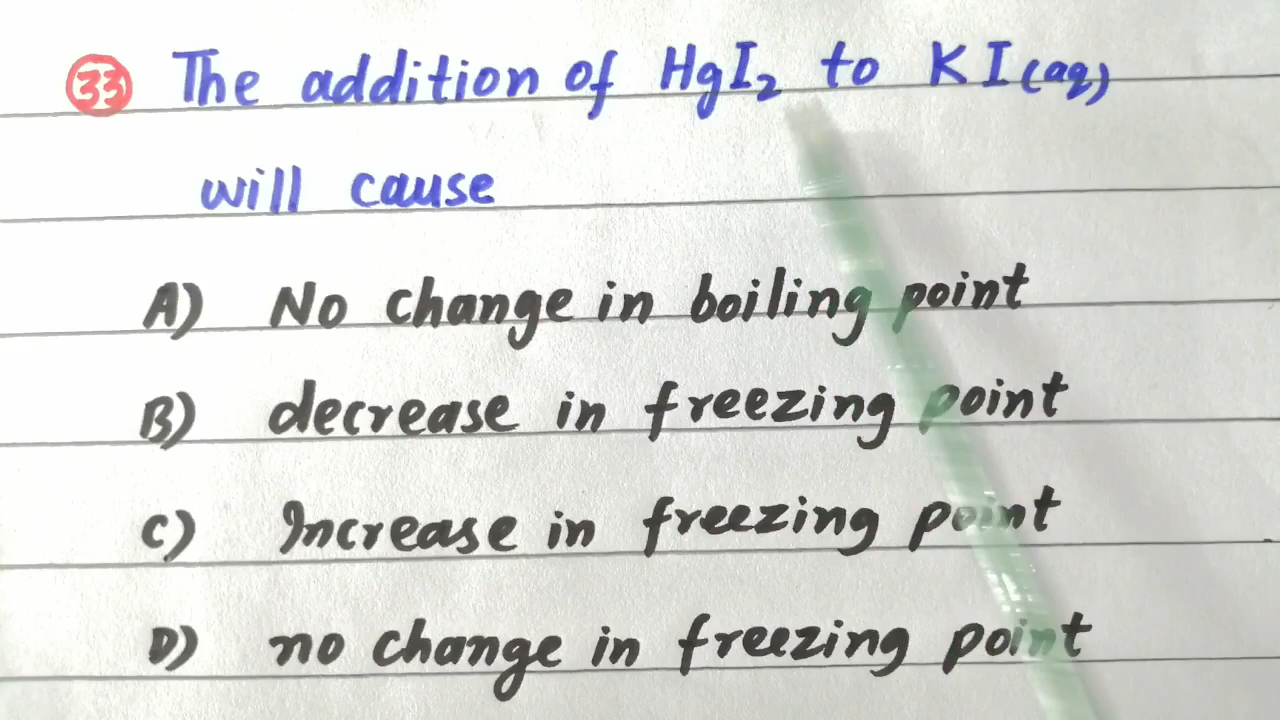 33 The addition of HgI₂ to KI(aq)
will cause
A) No change in boiling point
B) decrease in freezing point
C) Increase in freezing point
D) no change in freezing point